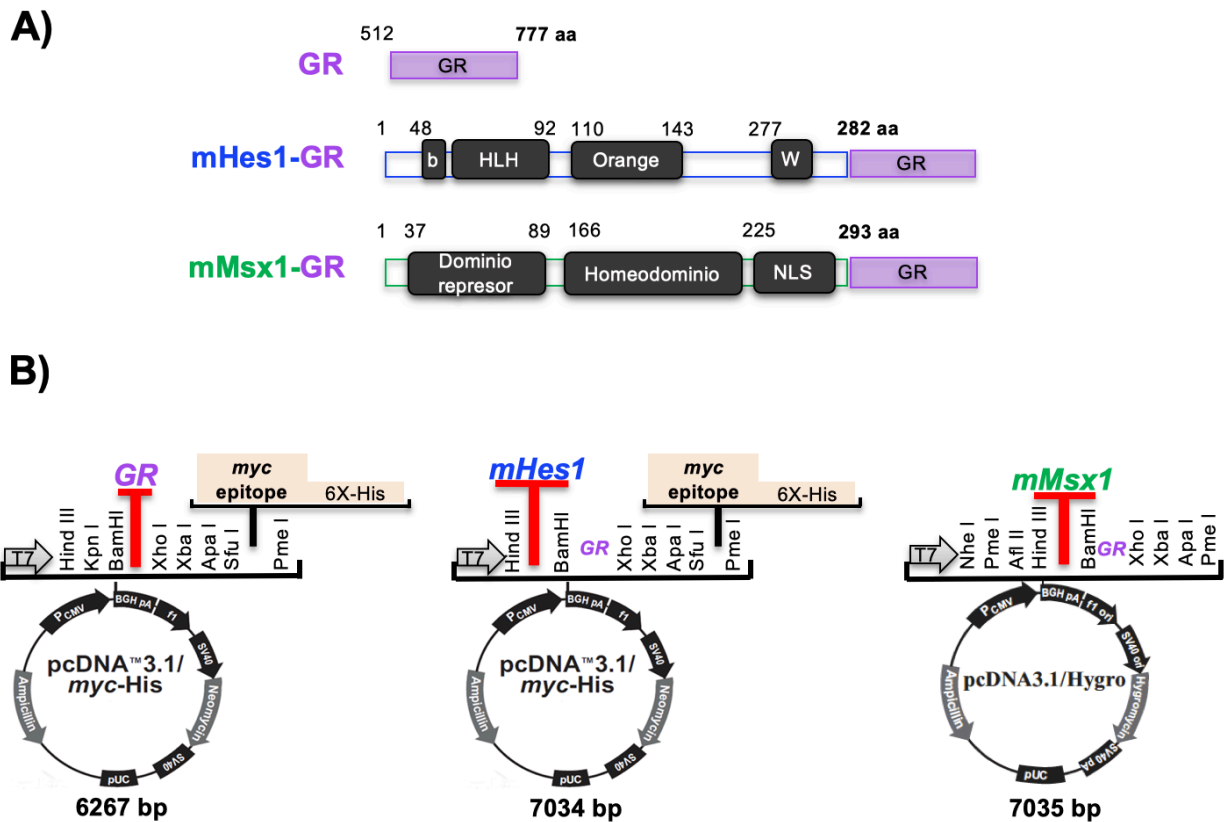 A)
512 777 aa
GR GR
1 48 92 110 143 277 282 aa
mHes1-GR b HLH Orange W GR
1 37 89 166 225 293 aa
mMsx1-GR Dominio represor Homeodominio NLS GR
B)
GR
myc epitope 6X-His
T7 Hind III Kpn I BamHI Xho I Xba I Apa I Sfu I Pme I
PCMV BGH pA f1 SV40 Neomycin SV40 pUC Ampicillin
pcDNA™3.1/
myc-His
6267 bp
mHes1
myc epitope 6X-His
T7 Hind III BamHI GR Xho I Xba I Apa I Sfu I Pme I
PCMV BGH pA f1 SV40 Neomycin SV40 pUC Ampicillin
pcDNA™3.1/
myc-His
7034 bp
mMsx1
T7 Nhe I Pme I Afl II Hind III BamHI GR Xho I Xba I Apa I Pme I
PCMV BGH pA f1 ori SV40 ori Hygromycin SV40 pA pUC Ampicillin
pcDNA3.1/Hygro
7035 bp